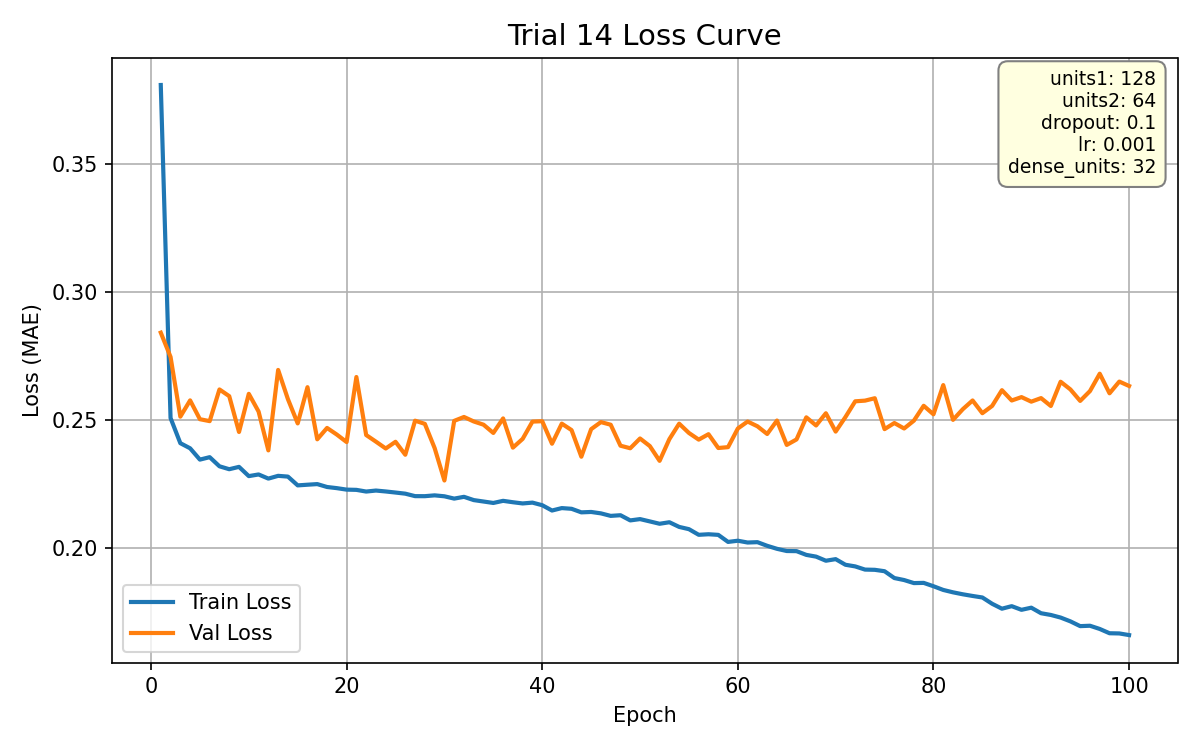 Trial 14 Loss Curve
units1: 128
units2: 64
dropout: 0.1
lr: 0.001
dense_units: 32
Loss (MAE)
0.35
0.30
0.25
0.20
Train Loss
Val Loss
0 20 40 60 80 100
Epoch